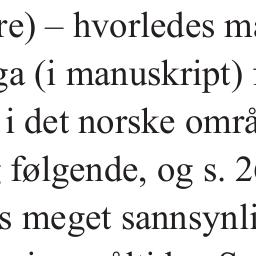 re) – hvorledes ma
ga (i manuskript)
i det norske områ
følgende, og s. 2
s meget sannsynli